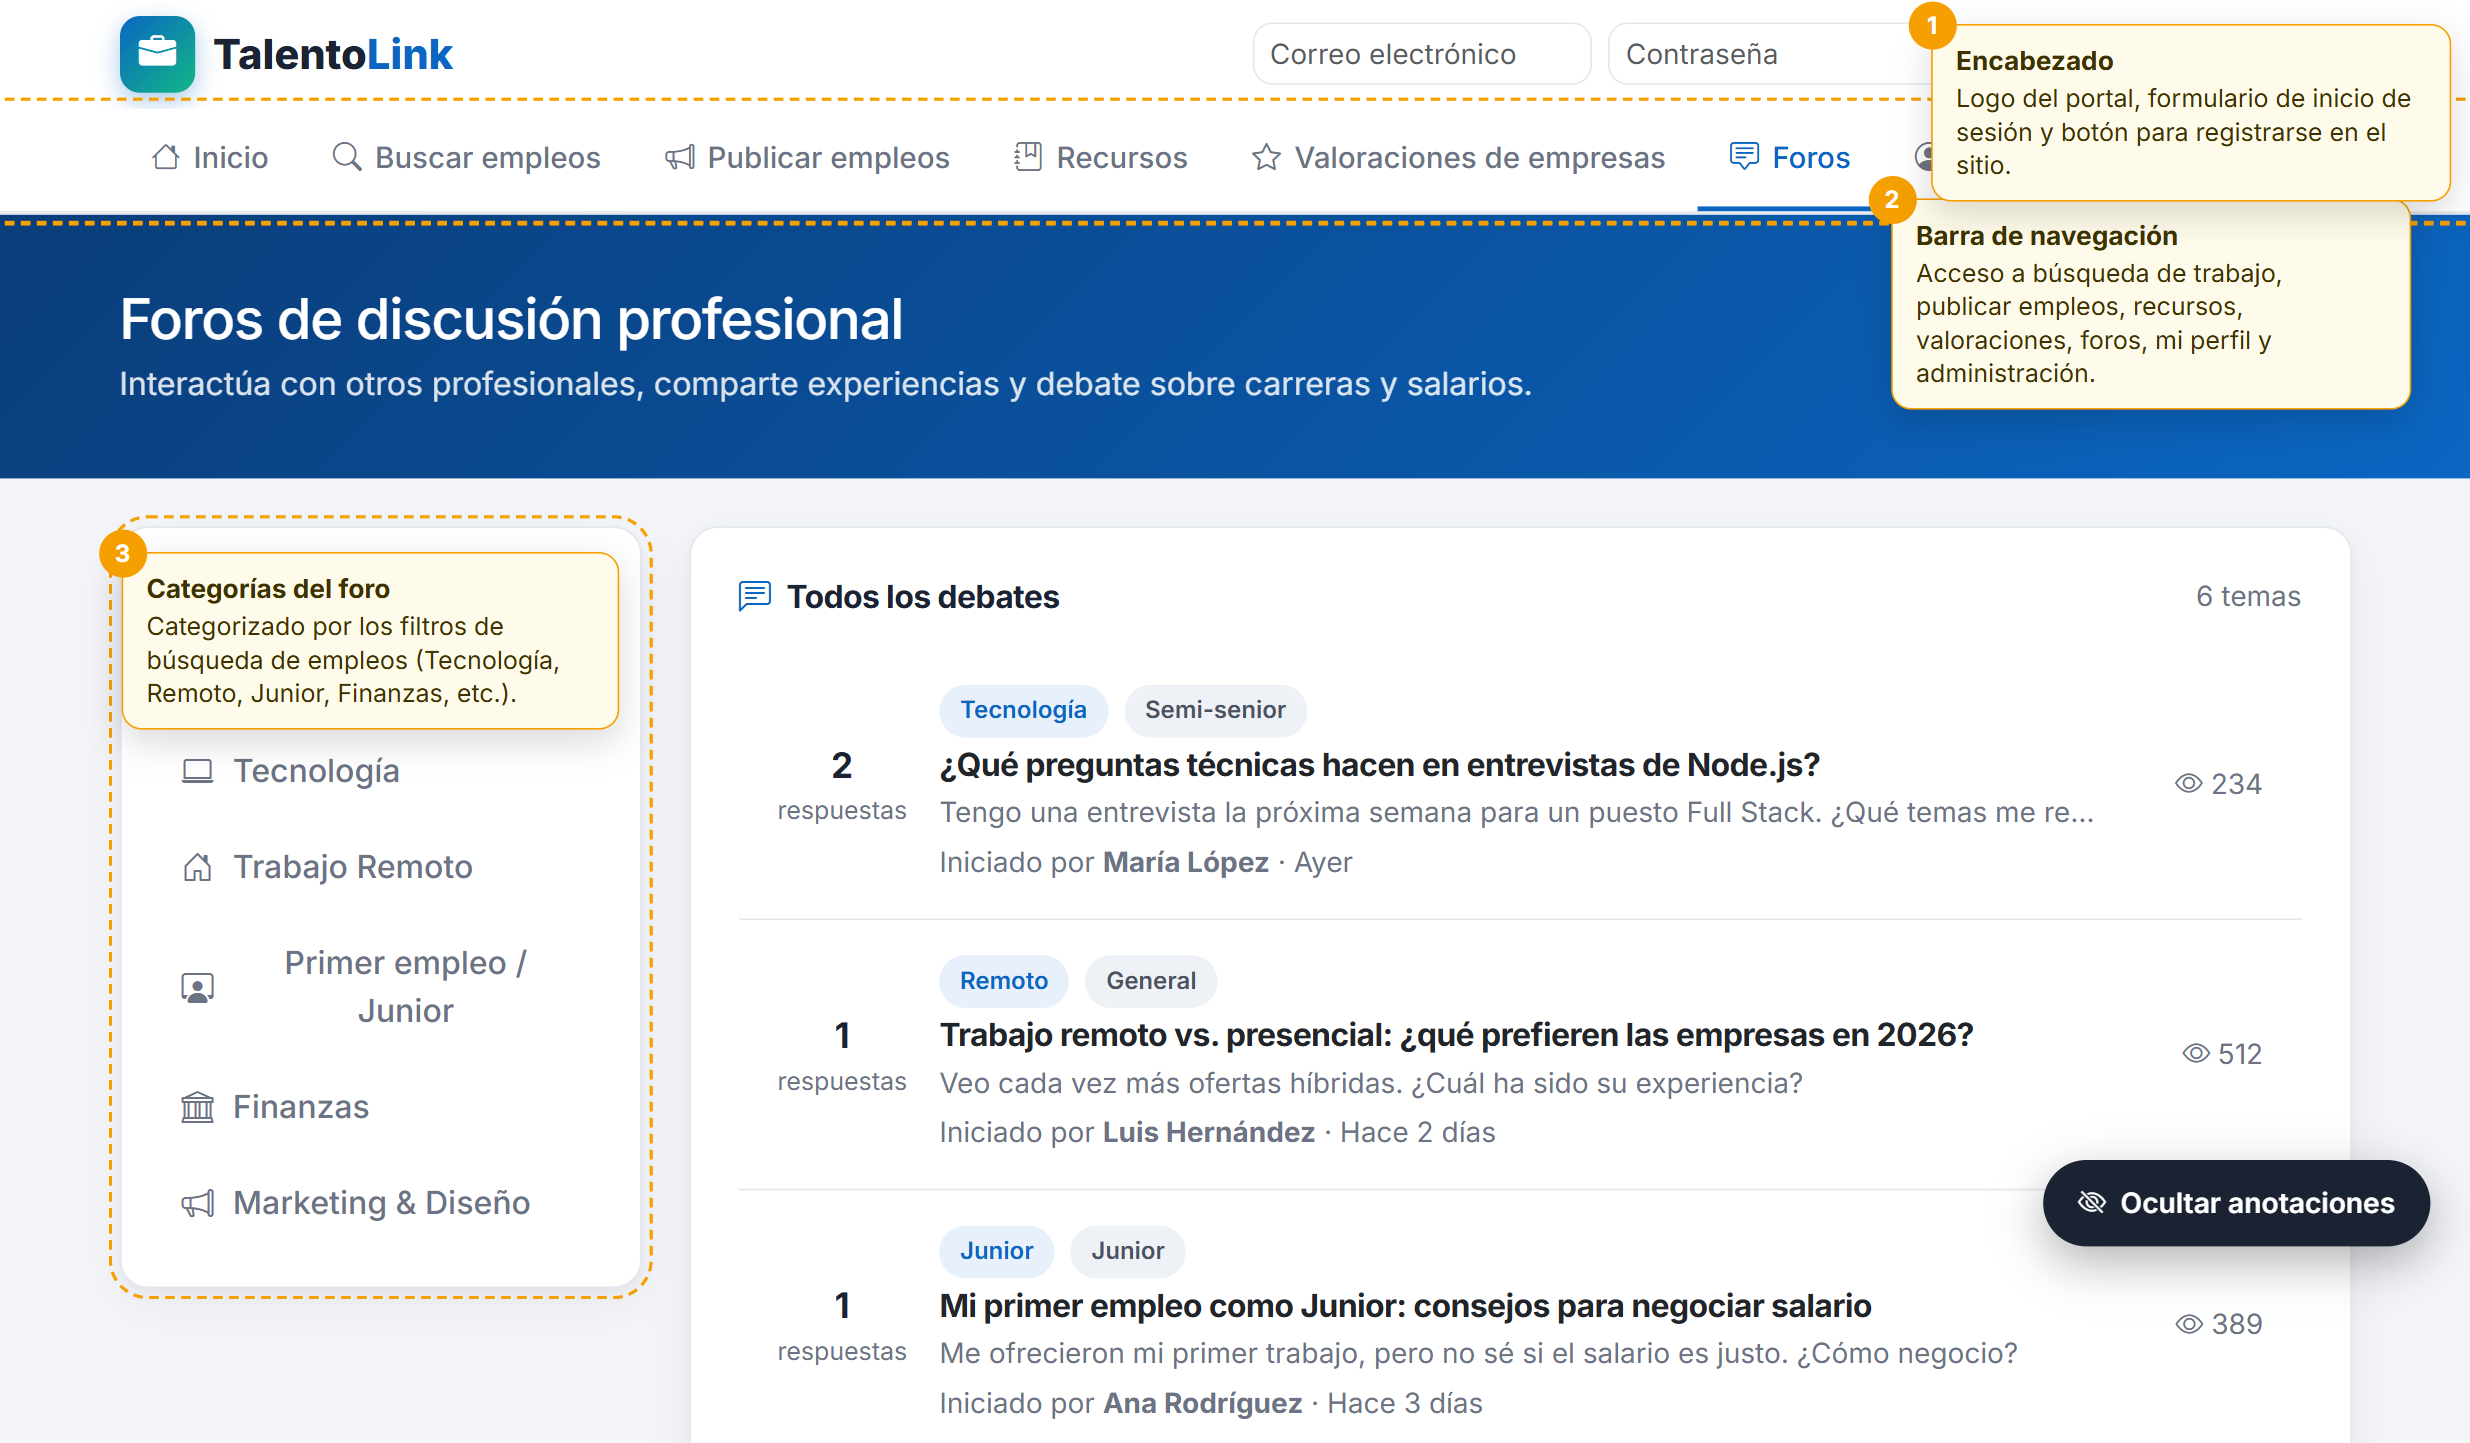 TalentoLink
Correo electrónico
Contraseña
1
Encabezado
Logo del portal, formulario de inicio de
sesión y botón para registrarse en el
sitio.
Inicio
Buscar empleos
Publicar empleos
Recursos
Valoraciones de empresas
Foros
2
Barra de navegación
Acceso a búsqueda de trabajo,
publicar empleos, recursos,
valoraciones, foros, mi perfil y
administración.
Foros de discusión profesional
Interactúa con otros profesionales, comparte experiencias y debate sobre carreras y salarios.
3
Categorías del foro
Categorizado por los filtros de
búsqueda de empleos (Tecnología,
Remoto, Junior, Finanzas, etc.).
Tecnología
Trabajo Remoto
Primer empleo /
Junior
Finanzas
Marketing & Diseño
Todos los debates
6 temas
Tecnología
Semi-senior
2
respuestas
¿Qué preguntas técnicas hacen en entrevistas de Node.js?
Tengo una entrevista la próxima semana para un puesto Full Stack. ¿Qué temas me re...
Iniciado por María López · Ayer
234
Remoto
General
1
respuestas
Trabajo remoto vs. presencial: ¿qué prefieren las empresas en 2026?
Veo cada vez más ofertas híbridas. ¿Cuál ha sido su experiencia?
Iniciado por Luis Hernández · Hace 2 días
512
Junior
Junior
1
respuestas
Mi primer empleo como Junior: consejos para negociar salario
Me ofrecieron mi primer trabajo, pero no sé si el salario es justo. ¿Cómo negocio?
Iniciado por Ana Rodríguez · Hace 3 días
389
Ocultar anotaciones